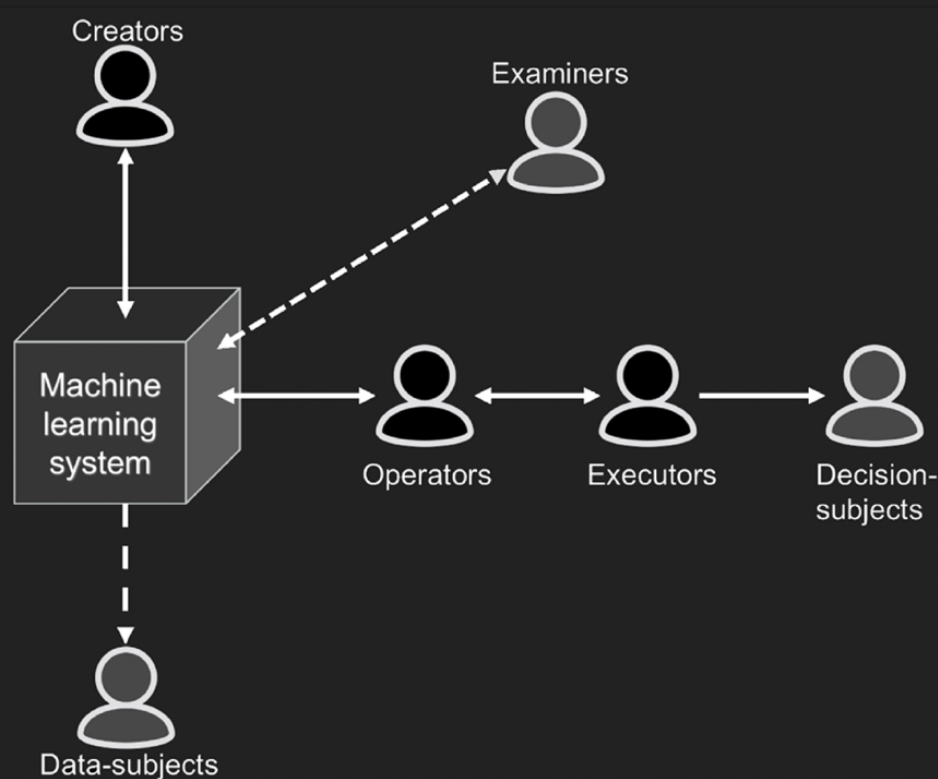 Creators
Examiners
Machine
learning
system
Operators
Executors
Decision-
subjects
Data-subjects